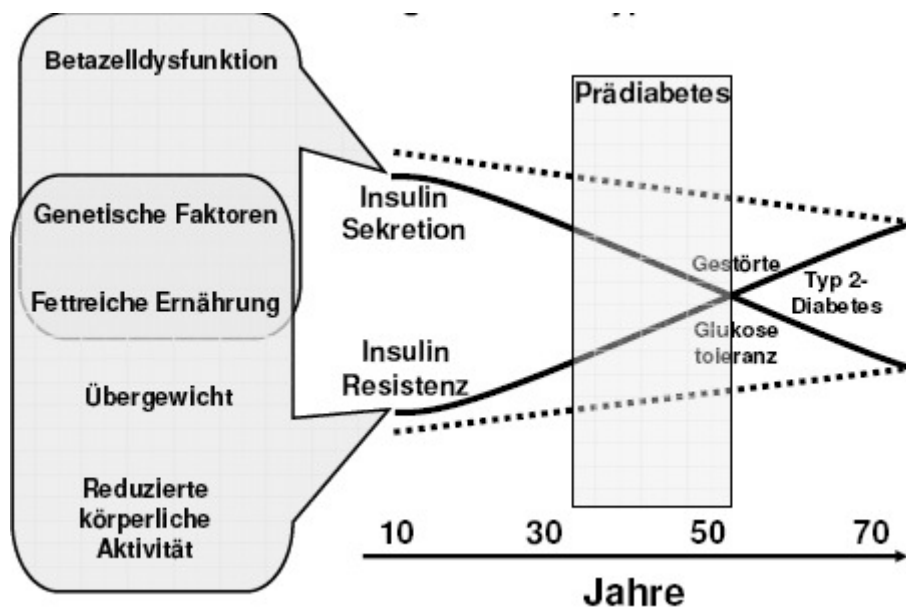 Betazelldysfunktion
Genetische Faktoren
Fettreiche Ernährung
Übergewicht
Reduzierte
körperliche
Aktivität
Insulin
Sekretion
Insulin
Resistenz
Prädiabetes
Gestörte
Glukose
toleranz
Typ 2-
Diabetes
10 30 50 70
Jahre